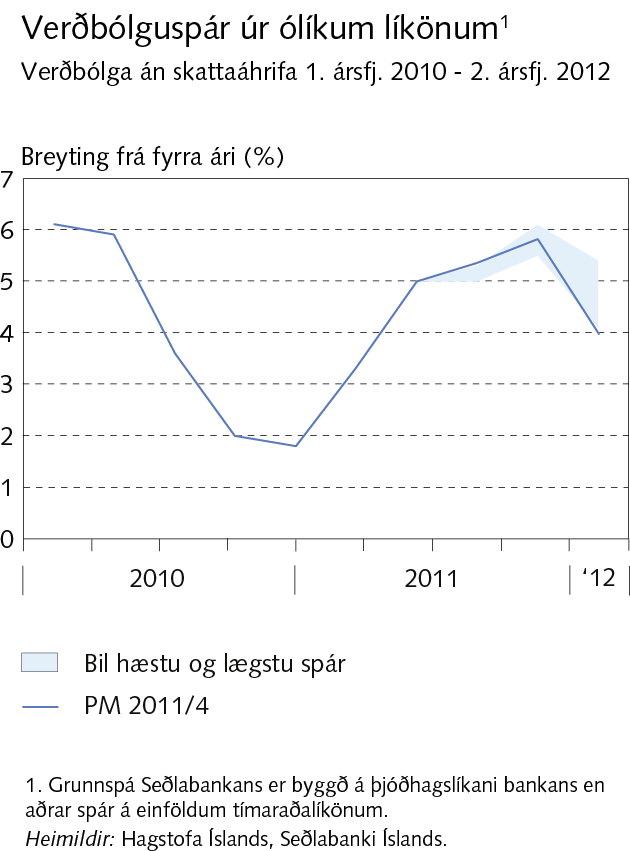 Verðbólguspár úr ólíkum líkönum¹
Verðbólga án skattaáhrifa 1. ársfj. 2010 - 2. ársfj. 2012
Breyting frá fyrra ári (%)
7
6
5
4
3
2
1
0
2010
2011
‘12
Bil hæstu og lægstu spár
PM 2011/4
1. Grunnspá Seðlabankans er byggð á þjóðhagslíkani bankans en
aðrar spár á einföldum tímaraðalíkönum.
Heimildir: Hagstofa Íslands, Seðlabanki Íslands.